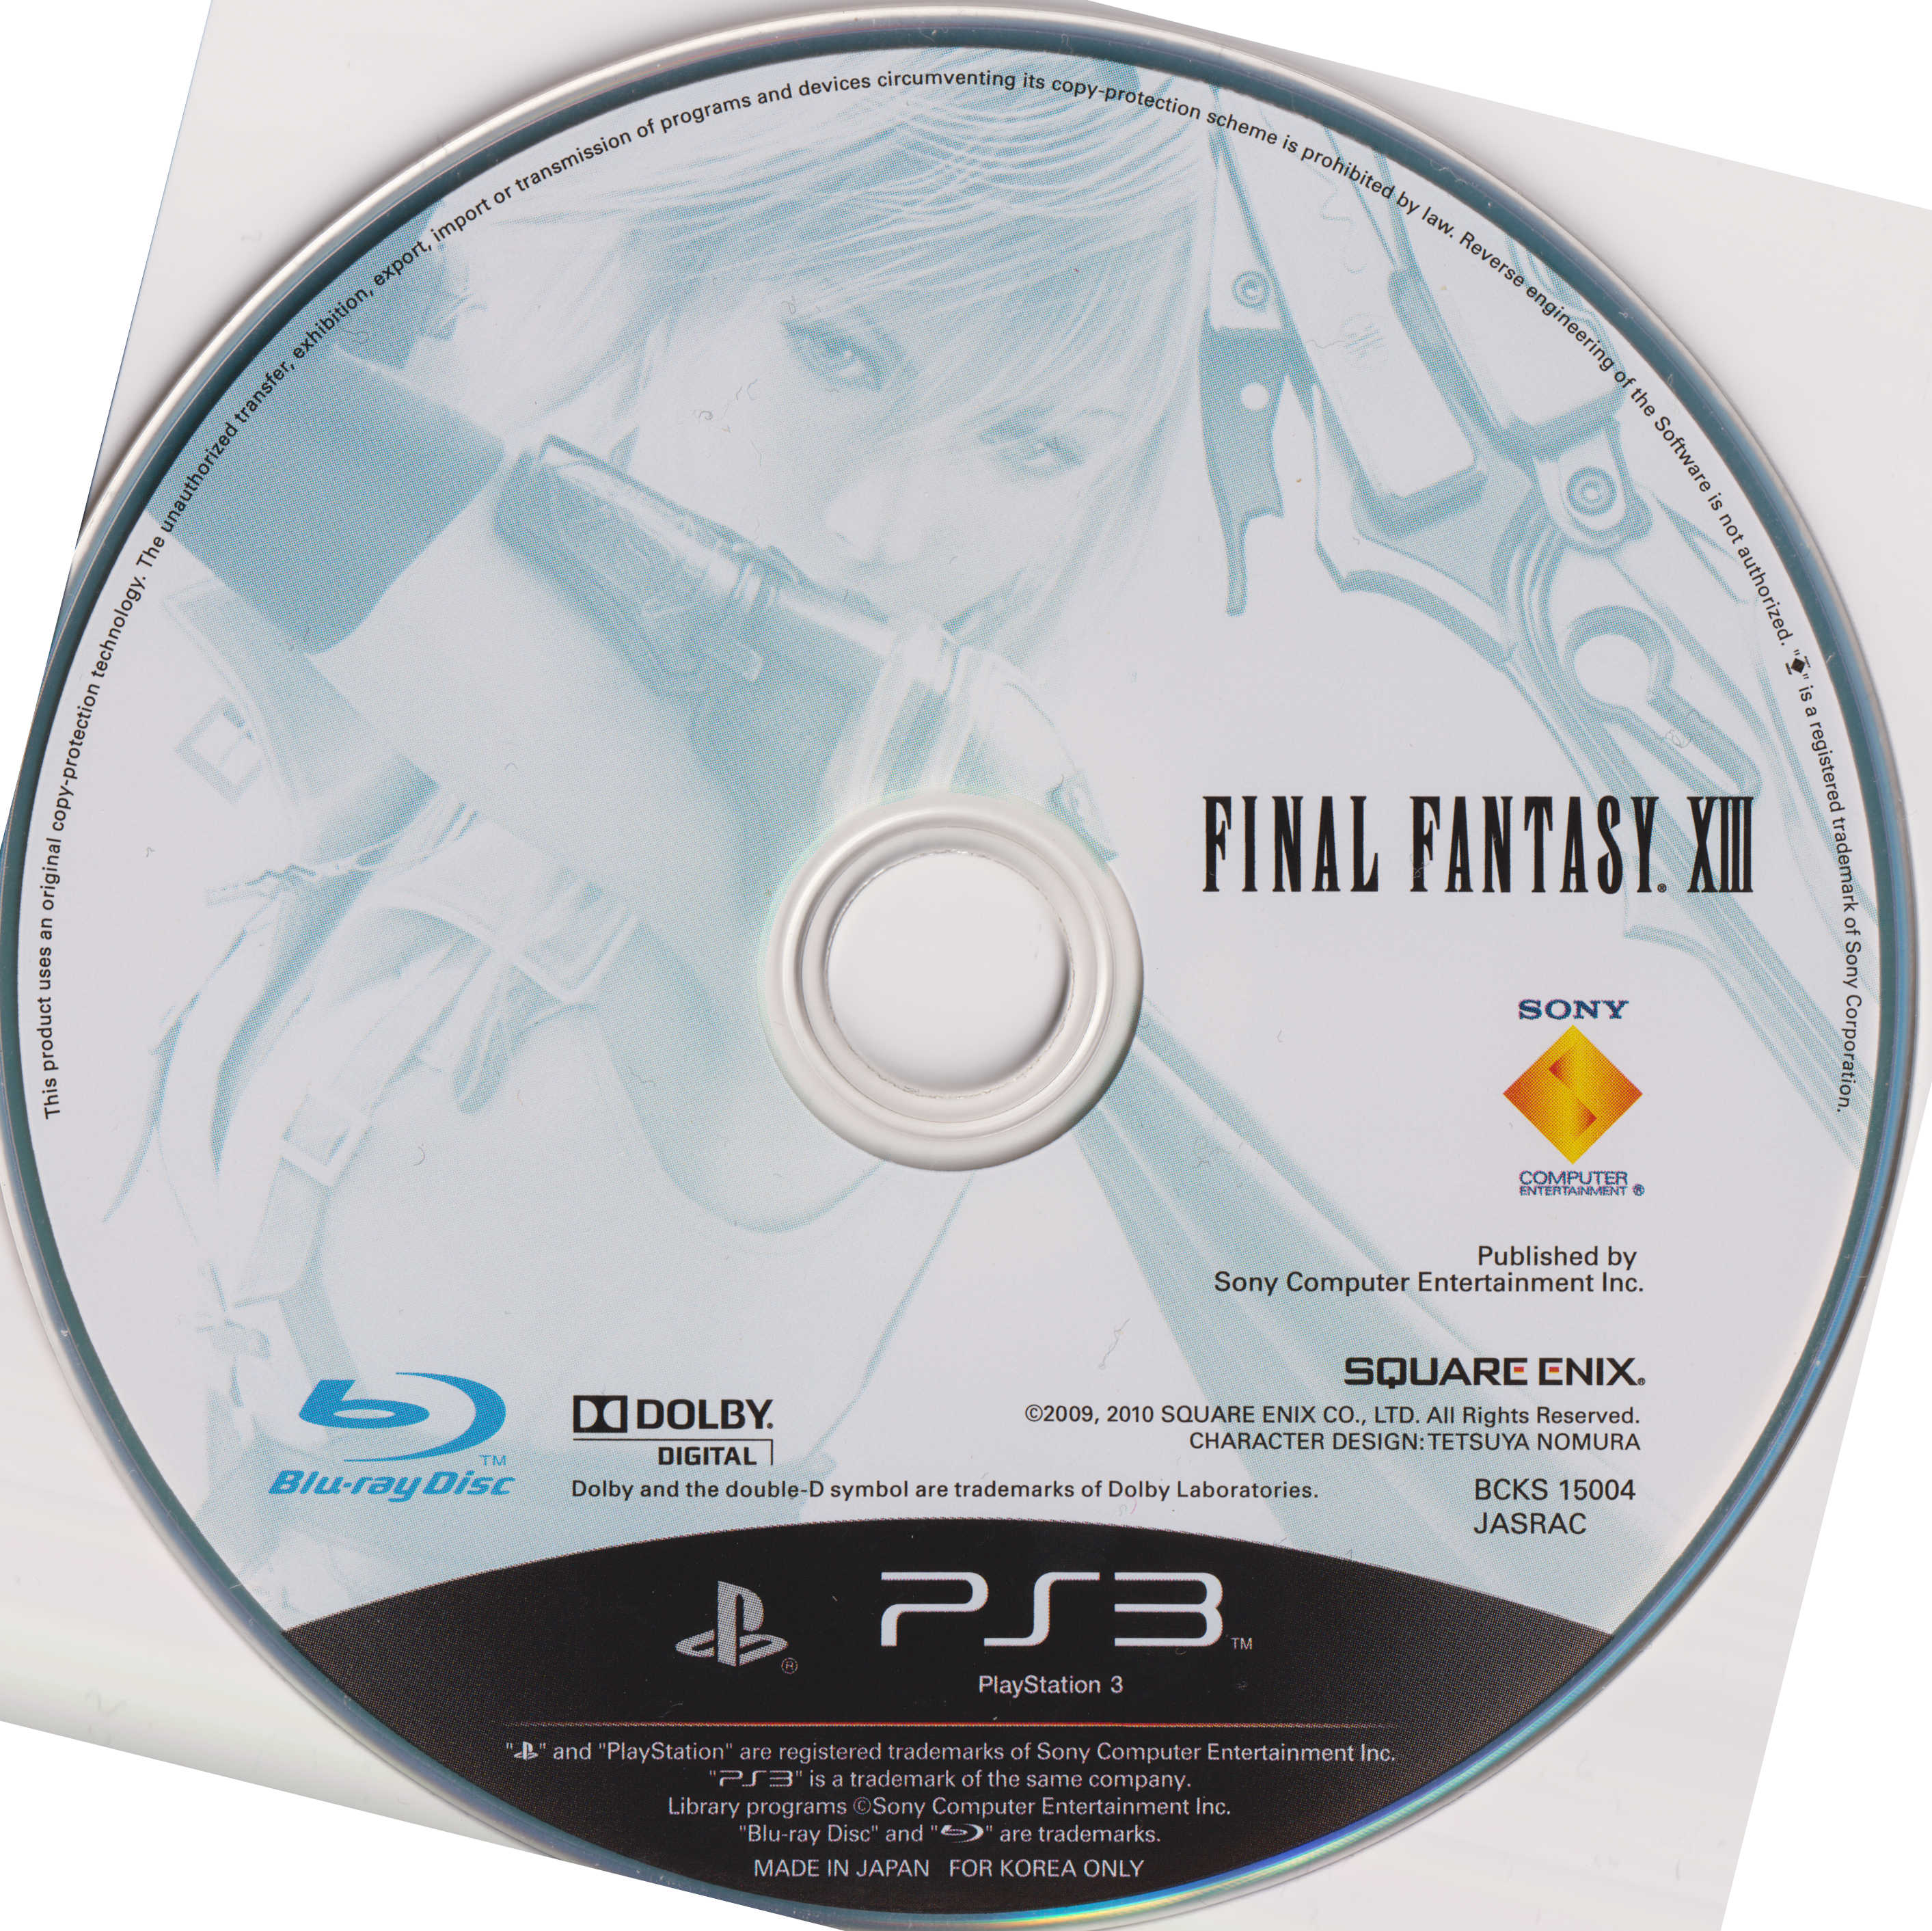 This product uses an original copy-protection technology. The unauthorized transfer, exhibition, export, import or transmission of programs and devices circumventing its copy-protection scheme is prohibited by law. Reverse engineering of the Software is not authorized. "◆" is a registered trademark of Sony Corporation.
FINAL FANTASY® XIII
SONY
COMPUTER
ENTERTAINMENT ®
Published by
Sony Computer Entertainment Inc.
SQUARE ENIX®
©2009, 2010 SQUARE ENIX CO., LTD. All Rights Reserved.
CHARACTER DESIGN: TETSUYA NOMURA
BCKS 15004
JASRAC
Blu-ray Disc™
DOLBY®
DIGITAL
Dolby and the double-D symbol are trademarks of Dolby Laboratories.
®
PS3™
PlayStation 3
"" and "PlayStation" are registered trademarks of Sony Computer Entertainment Inc.
"PS3" is a trademark of the same company.
Library programs ©Sony Computer Entertainment Inc.
"Blu-ray Disc" and "" are trademarks.
MADE IN JAPAN FOR KOREA ONLY